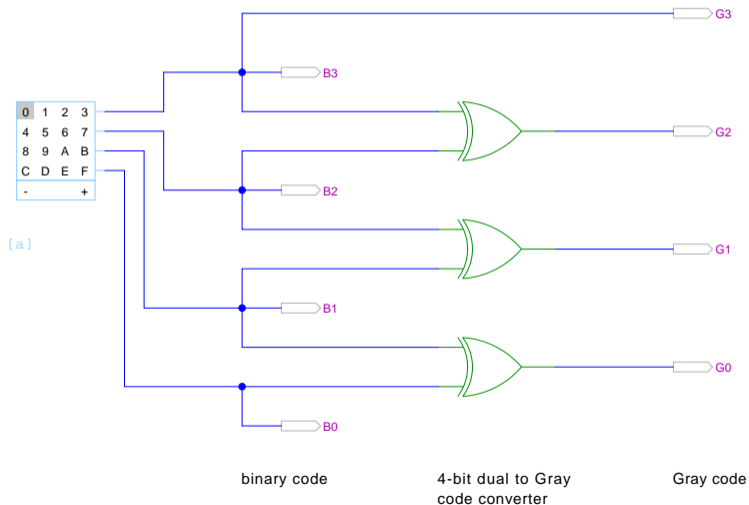 G3
B3
0 1 2 3
4 5 6 7
8 9 A B
C D E F
- +
G2
B2
[a]
G1
B1
G0
B0
binary code
4-bit dual to Gray
code converter
Gray code